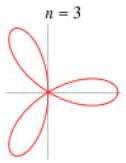 n = 3